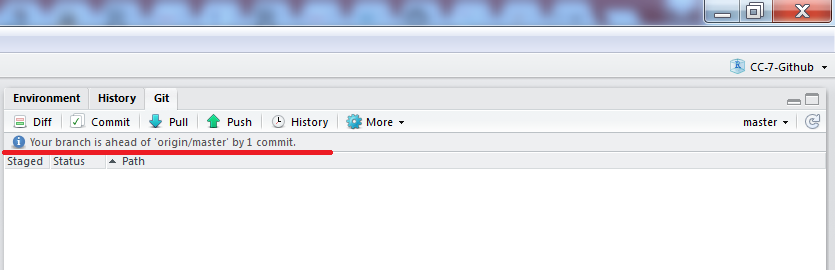 CC-7-Github
Environment History Git
Diff Commit Pull Push History More master
Your branch is ahead of 'origin/master' by 1 commit.
Staged Status Path